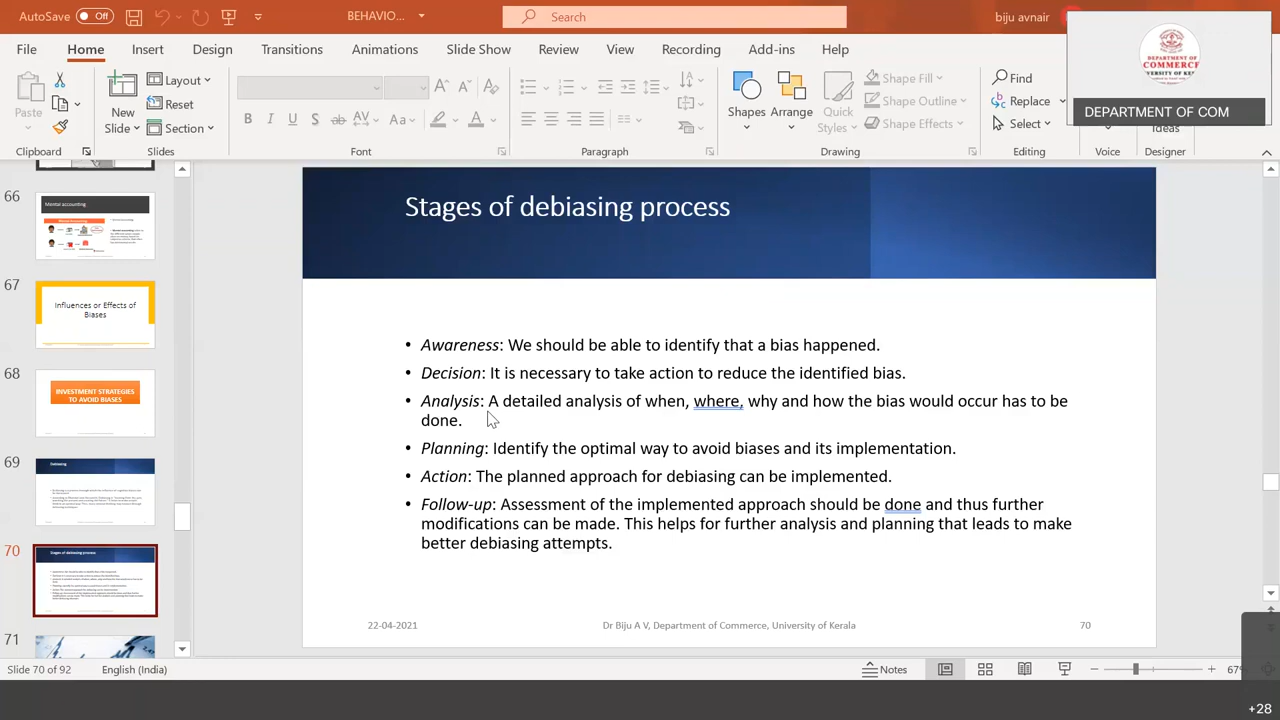 AutoSave Off BEHAVIO... Search biju avnair
File Home Insert Design Transitions Animations Slide Show Review View Recording Add-ins Help
Paste New Slide Layout Reset Section
Shapes Arrange Quick Styles Shape Fill Shape Outline Shape Effects Find Replace Select
Ideas
Clipboard Slides Font Paragraph Drawing Editing Voice Designer
DEPARTMENT OF
COMMERCE
DEPARTMENT OF COM
66
Mental accounting
67
Influences or Effects of
Biases
68
INVESTMENT STRATEGIES
TO AVOID BIASES
69
Debiasing
70
Stages of debiasing process
71
Stages of debiasing process
• Awareness: We should be able to identify that a bias happened.
• Decision: It is necessary to take action to reduce the identified bias.
• Analysis: A detailed analysis of when, where, why and how the bias would occur has to be
done.
• Planning: Identify the optimal way to avoid biases and its implementation.
• Action: The planned approach for debiasing can be implemented.
• Follow-up: Assessment of the implemented approach should be done and thus further
modifications can be made. This helps for further analysis and planning that leads to make
better debiasing attempts.
22-04-2021 Dr Biju A V, Department of Commerce, University of Kerala 70
Slide 70 of 92 English (India) Notes 67%
+28